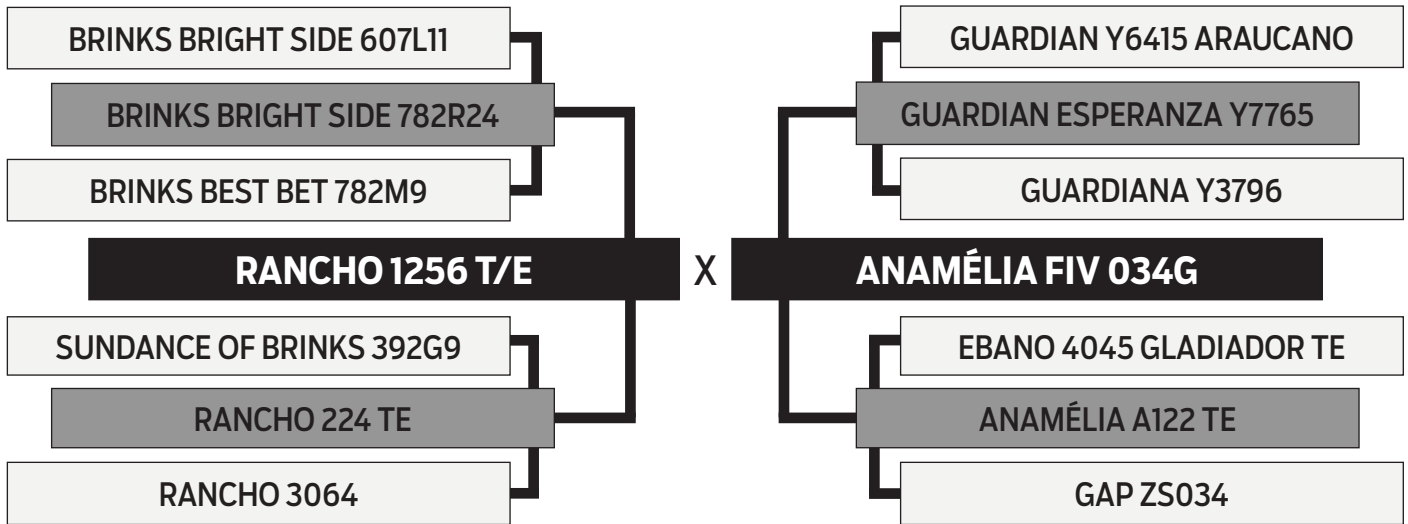 BRINKS BRIGHT SIDE 607L11
BRINKS BRIGHT SIDE 782R24
BRINKS BEST BET 782M9
RANCHO 1256 T/E
SUNDANCE OF BRINKS 392G9
RANCHO 224 TE
RANCHO 3064
X
GUARDIAN Y6415 ARAUCANO
GUARDIAN ESPERANZA Y7765
GUARDIANA Y3796
ANAMÉLIA FIV 034G
EBANO 4045 GLADIADOR TE
ANAMÉLIA A122 TE
GAP ZS034